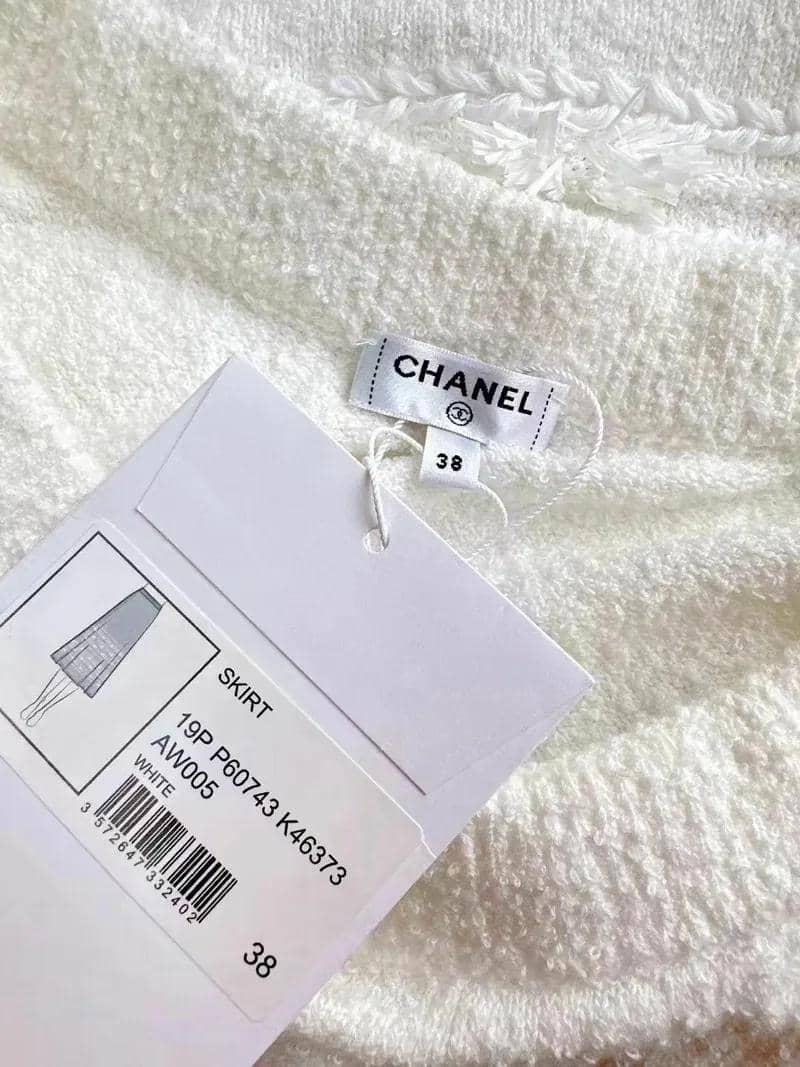 CHANEL
38
SKIRT
19P P60743 K46373
AW005
WHITE
3 572647 332402
38